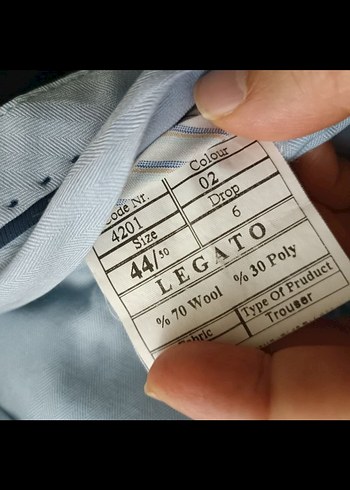 Code Nr.
Colour
4201
02
Size
Drop
44/50
6
LEGATO
% 70 Wool % 30 Poly
Fabric
Type Of Pruduct
Trouser